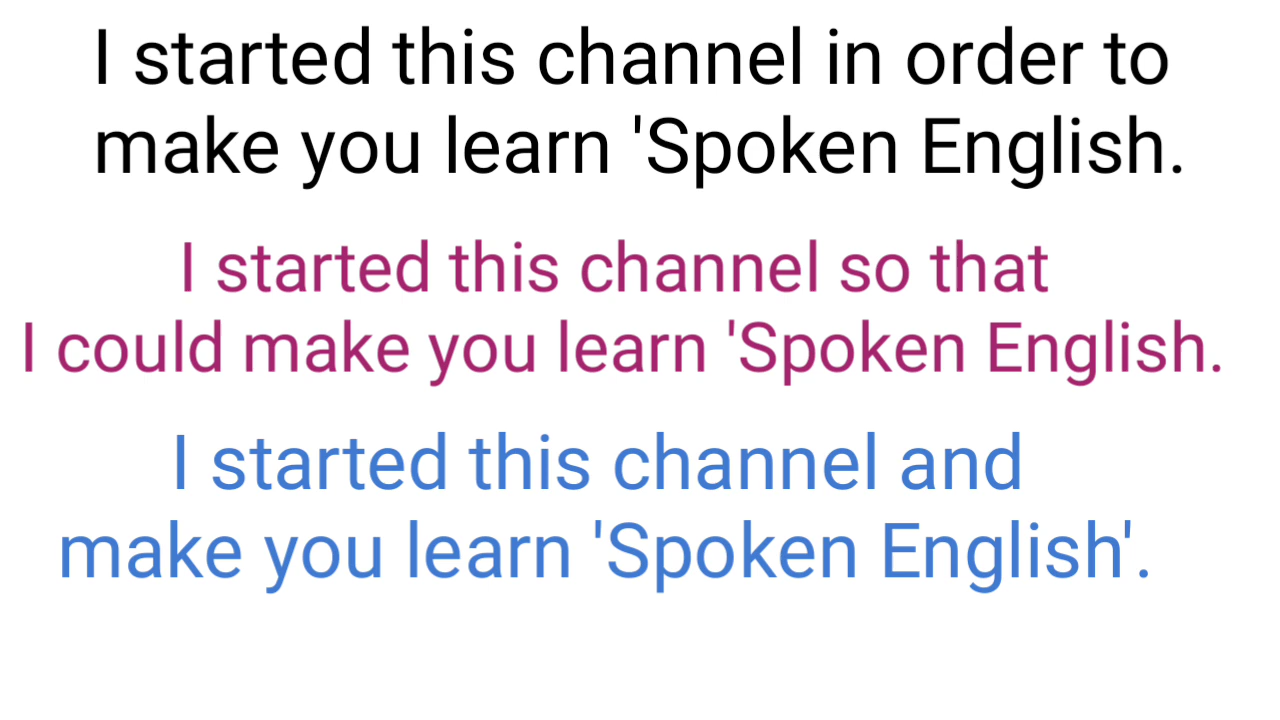 I started this channel in order to
make you learn 'Spoken English.
I started this channel so that
I could make you learn 'Spoken English.
I started this channel and
make you learn 'Spoken English'.